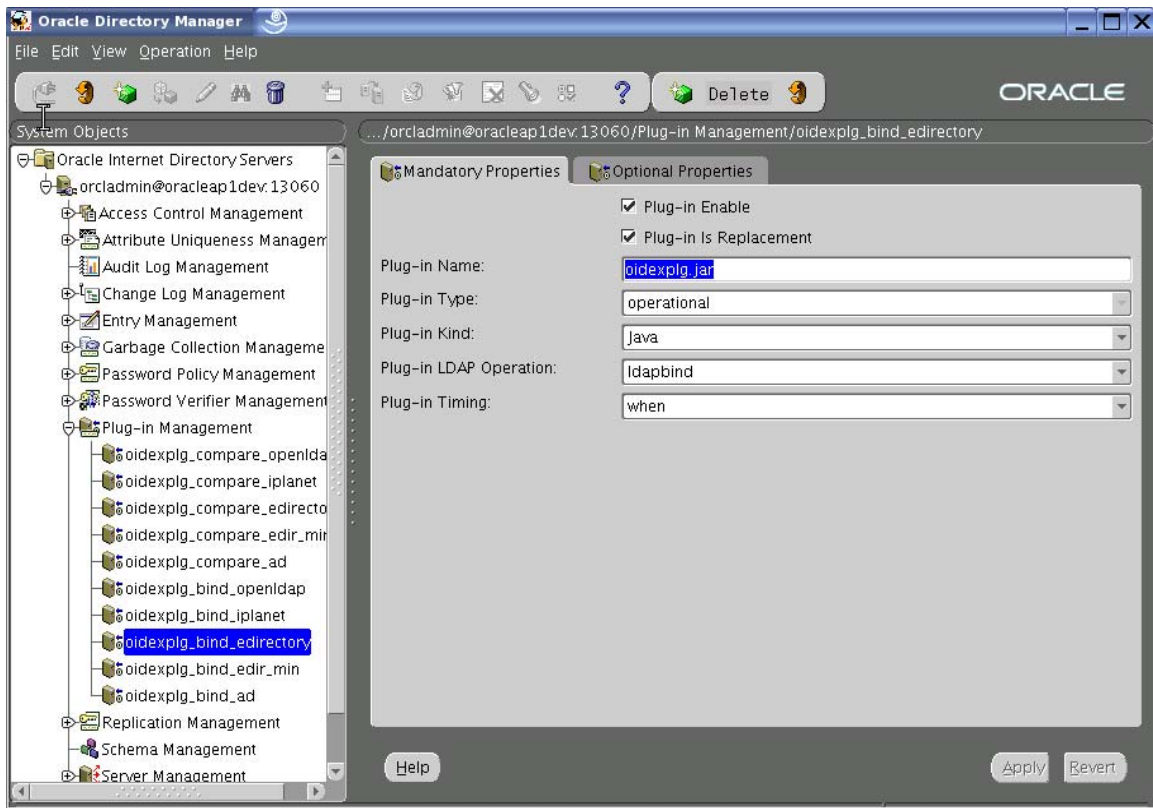 Oracle Directory Manager
File Edit View Operation Help
? Delete
ORACLE
System Objects
.../orcladmin@oracleap1dev:13060/Plug-in Management/oidexplg_bind_edirectory
Oracle Internet Directory Servers
orcladmin@oracleap1dev:13060
Access Control Management
Attribute Uniqueness Managem
Audit Log Management
Change Log Management
Entry Management
Garbage Collection Manageme
Password Policy Management
Password Verifier Management
Plug-in Management
oidexplg_compare_openlda
oidexplg_compare_iplanet
oidexplg_compare_edirecto
oidexplg_compare_edir_min
oidexplg_compare_ad
oidexplg_bind_openldap
oidexplg_bind_iplanet
oidexplg_bind_edirectory
oidexplg_bind_edir_min
oidexplg_bind_ad
Replication Management
Schema Management
Server Management
Mandatory Properties
Optional Properties
Plug-in Enable
Plug-in Is Replacement
Plug-in Name: oidexplg.jar
Plug-in Type: operational
Plug-in Kind: Java
Plug-in LDAP Operation: ldapbind
Plug-in Timing: when
Help Apply Revert